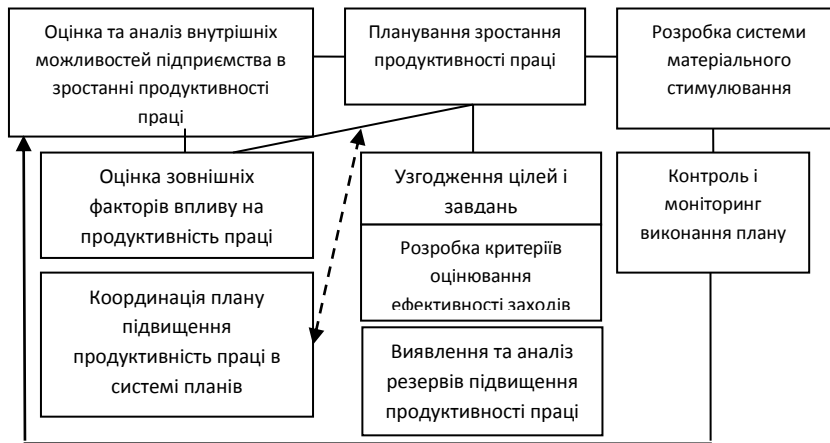 Оцінка та аналіз внутрішніх
можливостей підприємства в
зростанні продуктивності
праці
Планування зростання
продуктивності праці
Розробка системи
матеріального
стимулювання
Оцінка зовнішніх
факторів впливу на
продуктивність праці
Узгодження цілей і
завдань
Контроль і
моніторинг
виконання плану
Розробка критеріїв
оцінювання
ефективності заходів
Координація плану
підвищення
продуктивність праці в
системі планів
Виявлення та аналіз
резервів підвищення
продуктивності праці